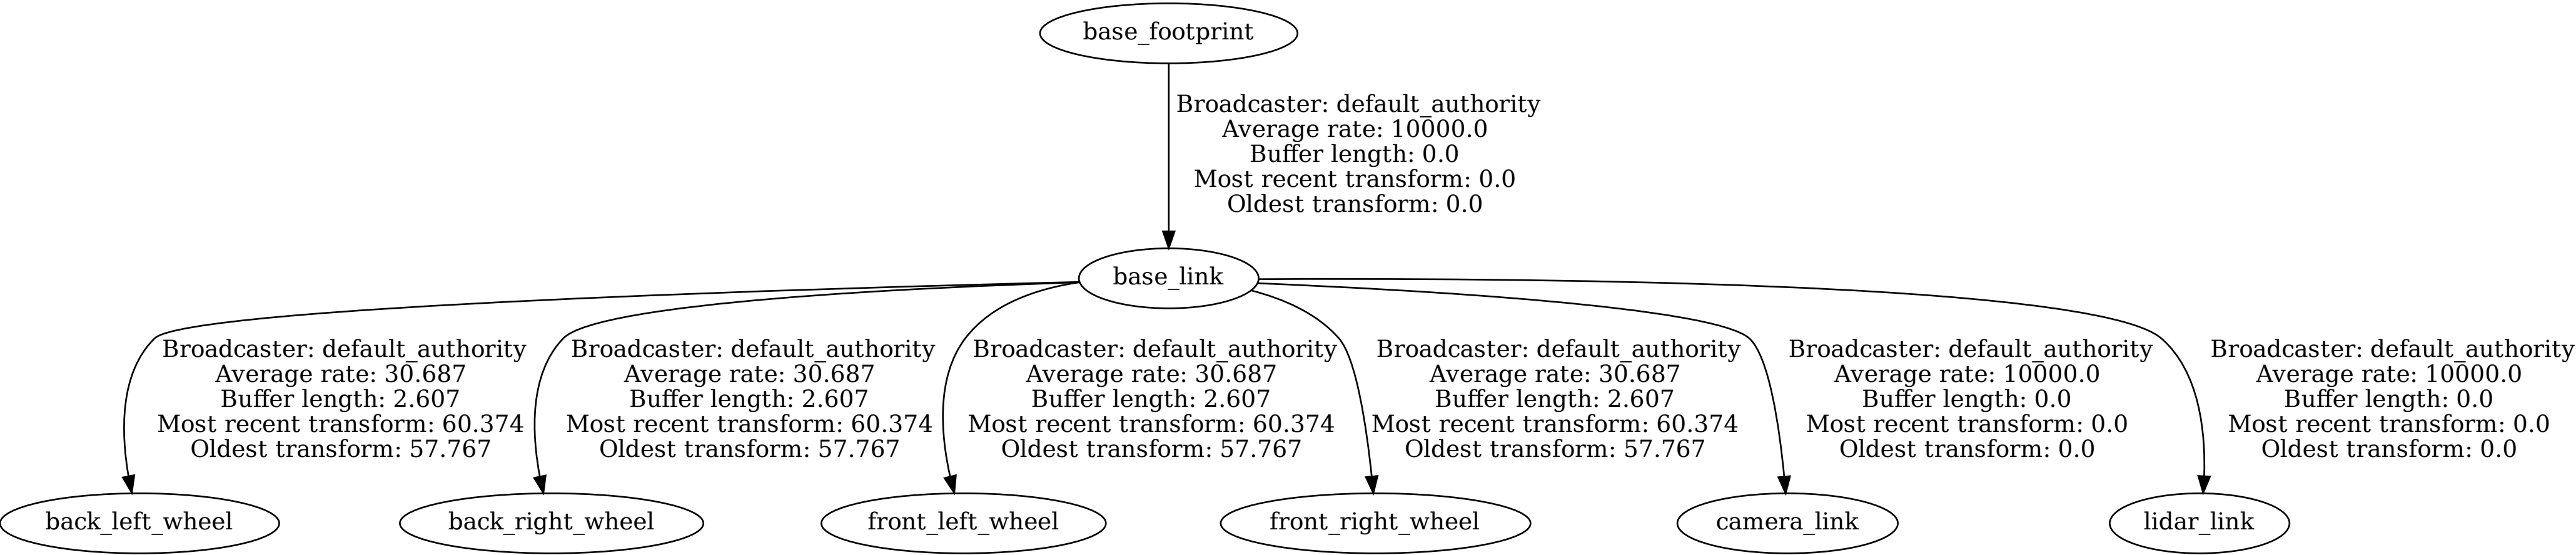 base_footprint
Broadcaster: default_authority
Average rate: 10000.0
Buffer length: 0.0
Most recent transform: 0.0
Oldest transform: 0.0
base_link
Broadcaster: default_authority
Average rate: 30.687
Buffer length: 2.607
Most recent transform: 60.374
Oldest transform: 57.767
Broadcaster: default_authority
Average rate: 30.687
Buffer length: 2.607
Most recent transform: 60.374
Oldest transform: 57.767
Broadcaster: default_authority
Average rate: 30.687
Buffer length: 2.607
Most recent transform: 60.374
Oldest transform: 57.767
Broadcaster: default_authority
Average rate: 30.687
Buffer length: 2.607
Most recent transform: 60.374
Oldest transform: 57.767
Broadcaster: default_authority
Average rate: 10000.0
Buffer length: 0.0
Most recent transform: 0.0
Oldest transform: 0.0
Broadcaster: default_authority
Average rate: 10000.0
Buffer length: 0.0
Most recent transform: 0.0
Oldest transform: 0.0
back_left_wheel
back_right_wheel
front_left_wheel
front_right_wheel
camera_link
lidar_link